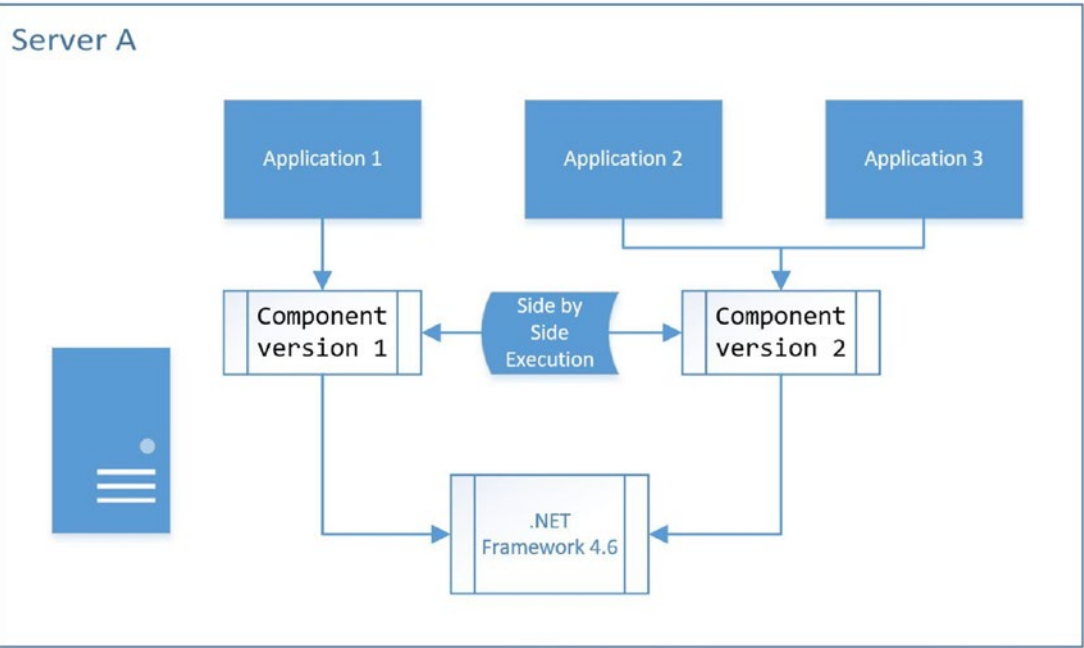 Server A
Application 1
Application 2
Application 3
Component
version 1
Side by
Side
Execution
Component
version 2
.NET
Framework 4.6